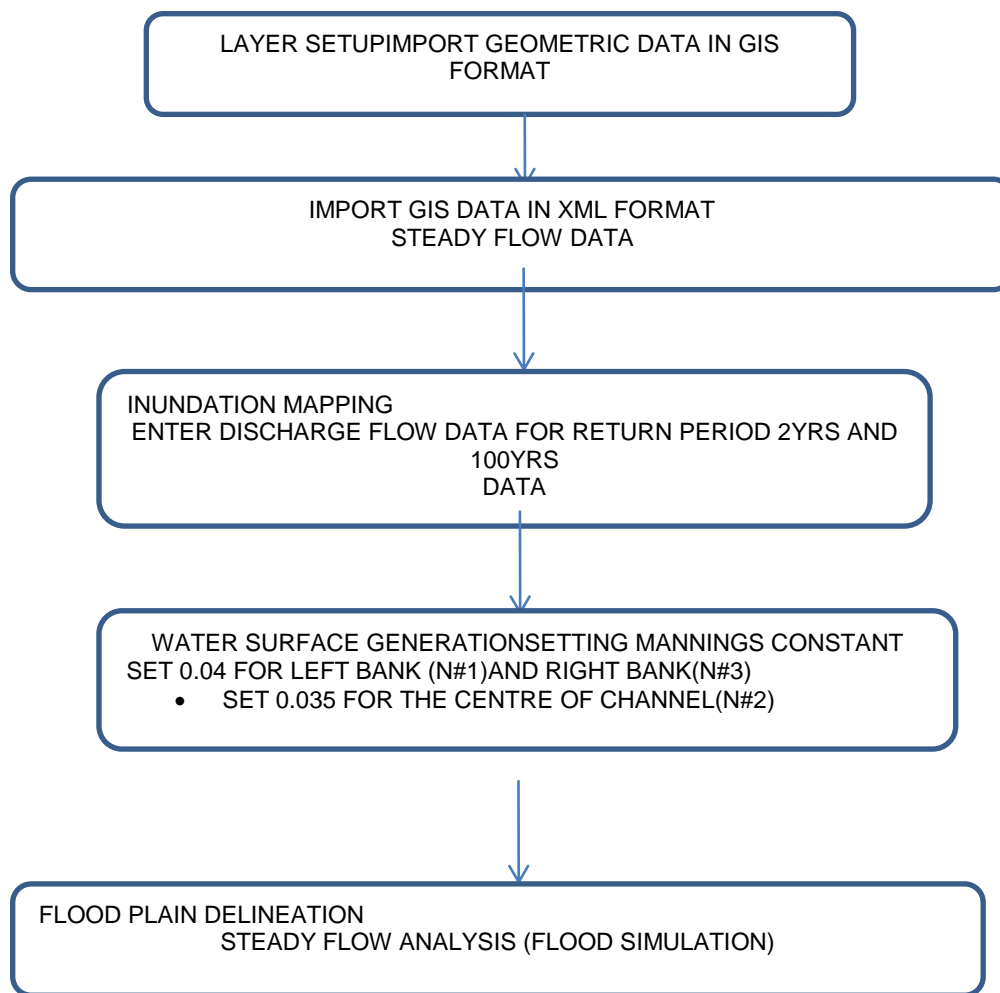 LAYER SETUPIMPORT GEOMETRIC DATA IN GIS
FORMAT
IMPORT GIS DATA IN XML FORMAT
STEADY FLOW DATA
INUNDATION MAPPING
ENTER DISCHARGE FLOW DATA FOR RETURN PERIOD 2YRS AND
100YRS
DATA
WATER SURFACE GENERATIONSETTING MANNINGS CONSTANT
SET 0.04 FOR LEFT BANK (N#1)AND RIGHT BANK(N#3)
• SET 0.035 FOR THE CENTRE OF CHANNEL(N#2)
FLOOD PLAIN DELINEATION
STEADY FLOW ANALYSIS (FLOOD SIMULATION)